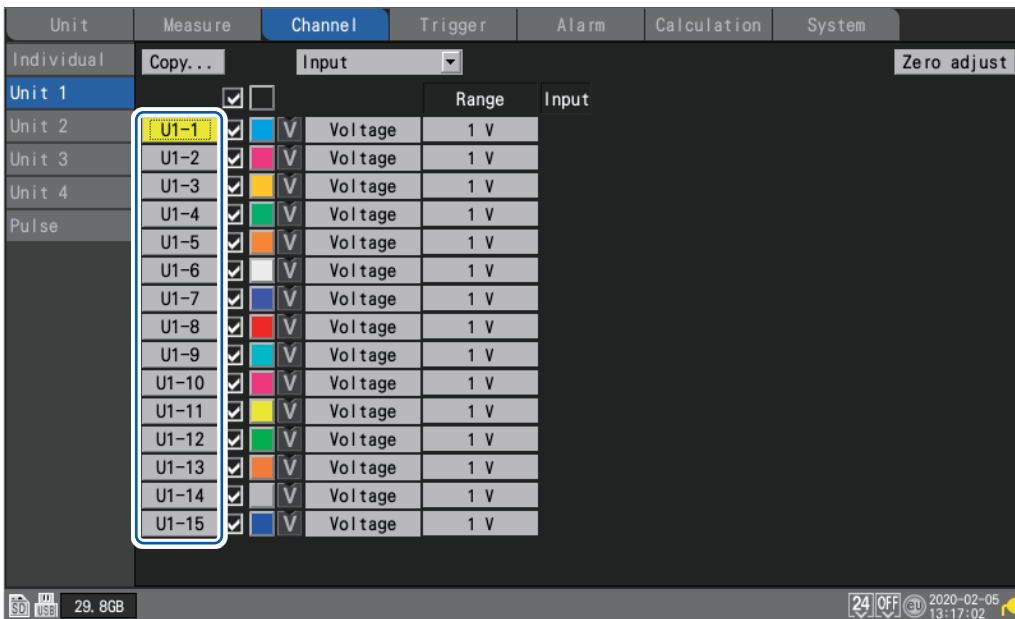 Unit Measure Channel Trigger Alarm Calculation System
Individual Copy... Input Zero adjust
Unit 1 Range Input
Unit 2 U1-1 V Voltage 1 V
Unit 3 U1-2 V Voltage 1 V
Unit 4 U1-3 V Voltage 1 V
Pulse U1-4 V Voltage 1 V
U1-5 V Voltage 1 V
U1-6 V Voltage 1 V
U1-7 V Voltage 1 V
U1-8 V Voltage 1 V
U1-9 V Voltage 1 V
U1-10 V Voltage 1 V
U1-11 V Voltage 1 V
U1-12 V Voltage 1 V
U1-13 V Voltage 1 V
U1-14 V Voltage 1 V
U1-15 V Voltage 1 V
SD USB 29.8GB 24 OFF eu 2020-02-05
13:17:02